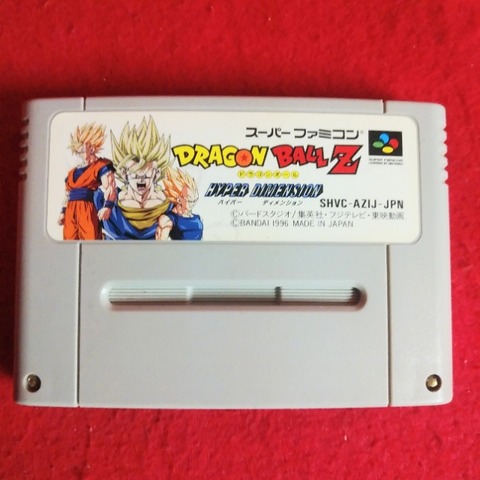 スーパーファミコン
DRAGON BALL Z
ドラゴンボール
HYPER DIMENSION
ハイパー ディメンション
SHVC-AZIJ-JPN
©バードスタジオ/集英社・フジテレビ・東映動画
©BANDAI 1996 MADE IN JAPAN
SUPER FAMICOM